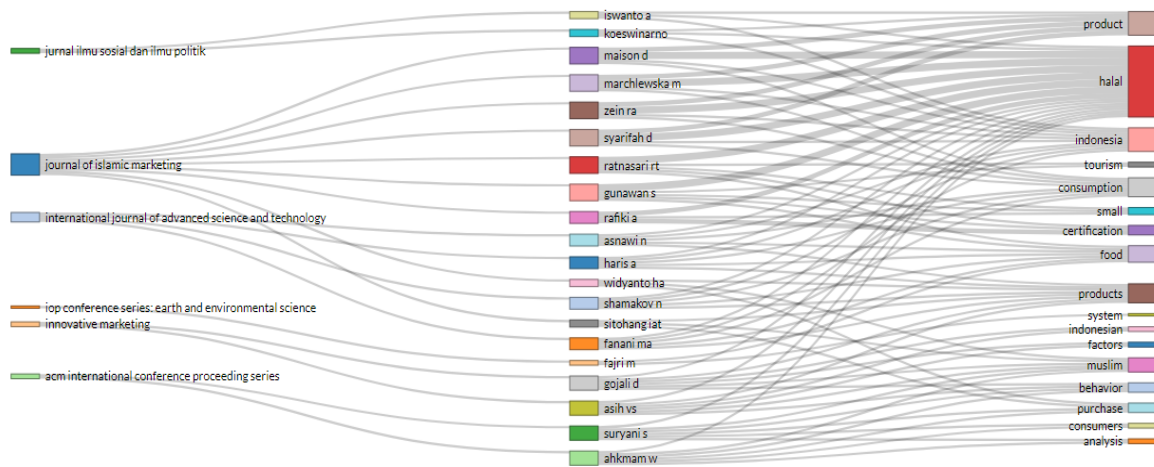 jurnal ilmu sosial dan ilmu politik
journal of islamic marketing
international journal of advanced science and technology
iop conference series: earth and environmental science
innovative marketing
acm international conference proceeding series
iswanto a
koeswinarno
maison d
marchlewska m
zein ra
syarifah d
ratnasari rt
gunawan s
rafiki a
asnawi n
haris a
widyanto ha
shamakov n
sitohang iat
fanani ma
fajri m
gojali d
asih vs
suryani s
ahkmam w
product
halal
indonesia
tourism
consumption
small
certification
food
products
system
indonesian
factors
muslim
behavior
purchase
consumers
analysis